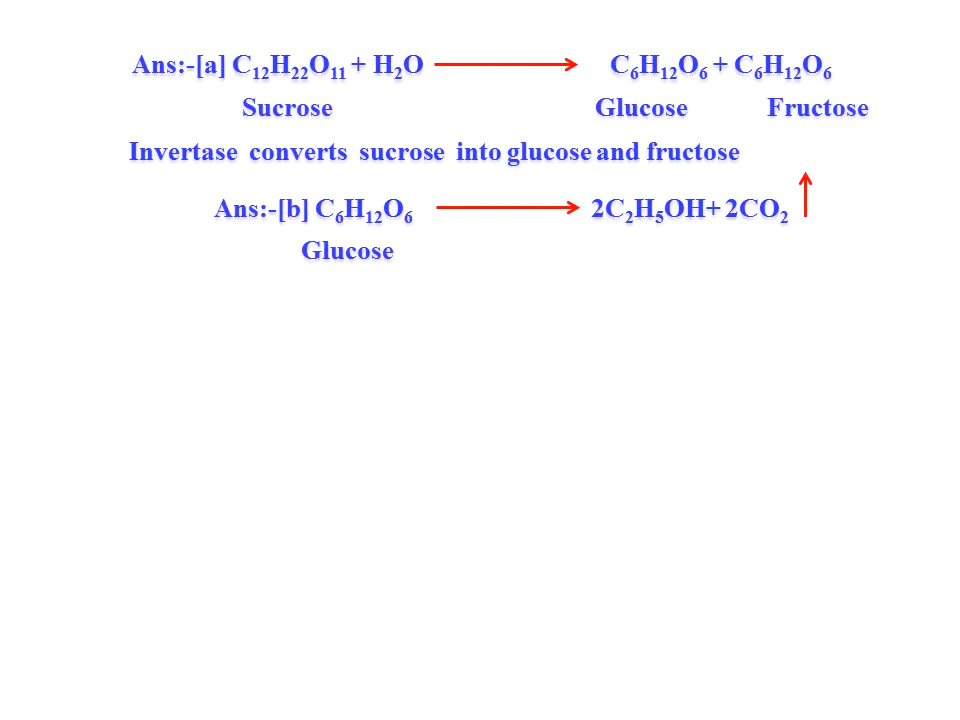 Ans:-[a] C₁₂H₂₂O₁₁ + H₂O ⟶ C₆H₁₂O₆ + C₆H₁₂O₆
Sucrose Glucose Fructose
Invertase converts sucrose into glucose and fructose
Ans:-[b] C₆H₁₂O₆ ⟶ 2C₂H₅OH+ 2CO₂ ↑
Glucose